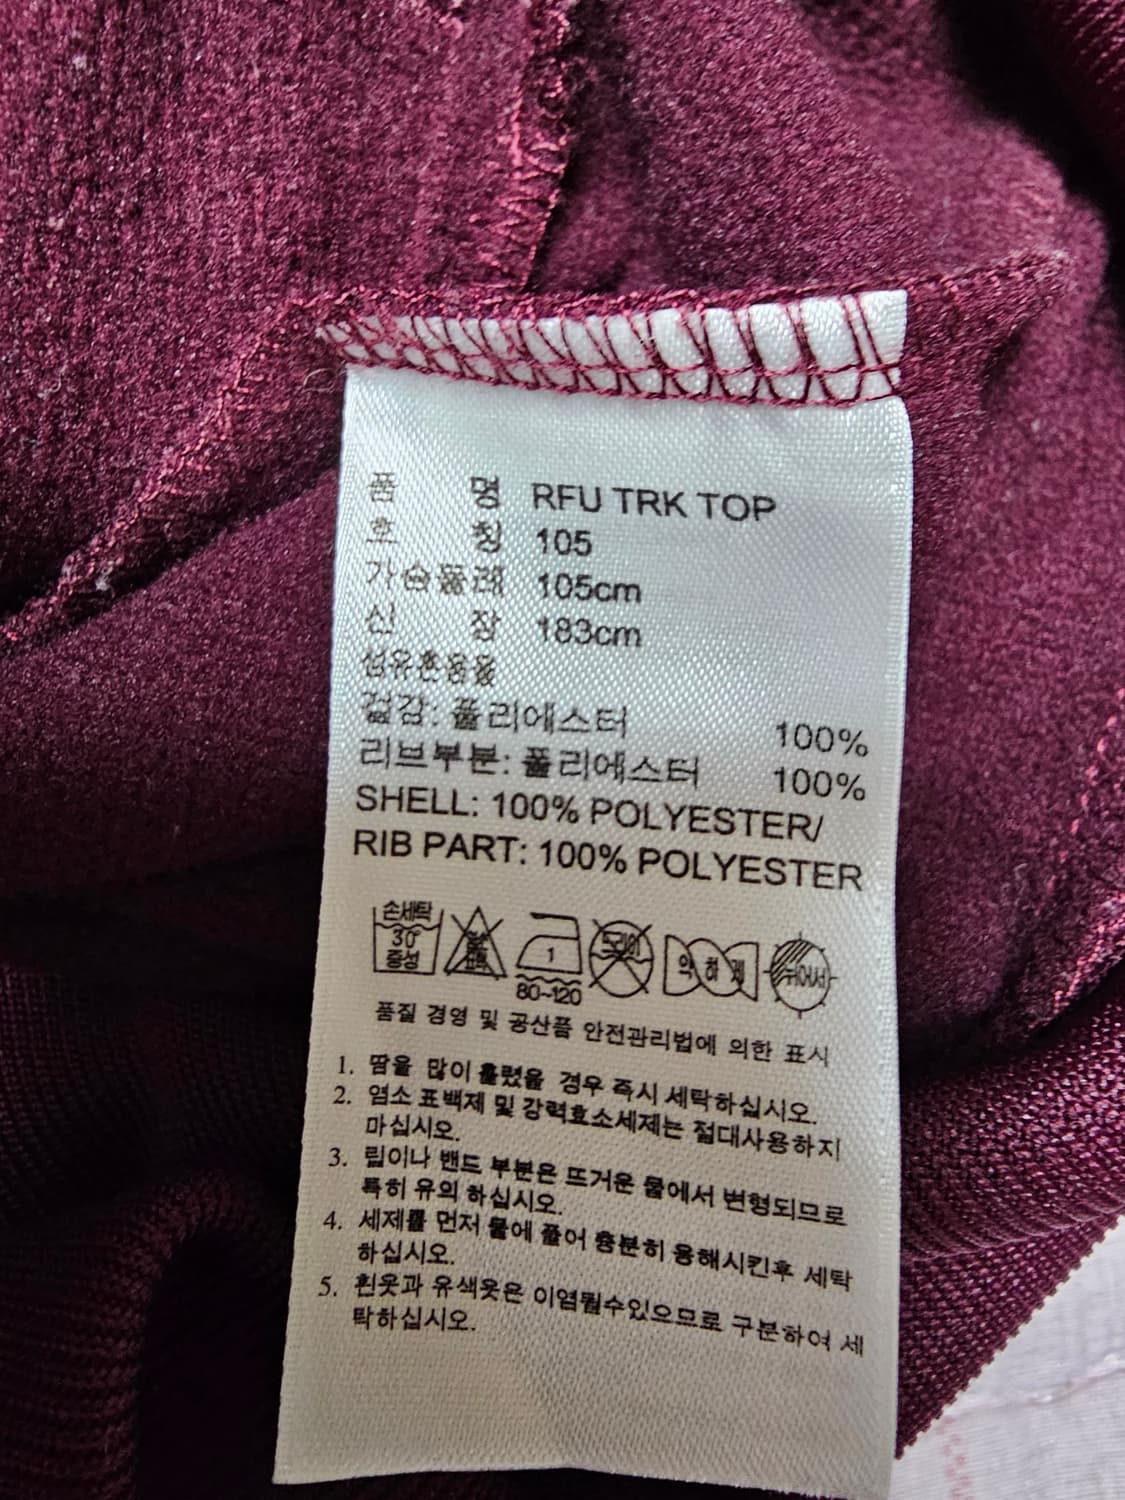 품 명 RFU TRK TOP
호 칭 105
가슴둘레 105cm
신 장 183cm
섬유혼용율
겉감: 폴리에스터 100%
리브부분: 폴리에스터 100%
SHELL: 100% POLYESTER/
RIB PART: 100% POLYESTER
손세탁 30° 중성
1 80~120
약하게
뉘어서
품질 경영 및 공산품 안전관리법에 의한 표시
1. 땀을 많이 흘렸을 경우 즉시 세탁하십시오.
2. 염소 표백제 및 강력효소세제는 절대사용하지
마십시오.
3. 립이나 밴드 부분은 뜨거운 물에서 변형되므로
특히 유의 하십시오.
4. 세제를 먼저 물에 풀어 충분히 용해시킨후 세탁
하십시오.
5. 흰옷과 유색옷은 이염될수있으므로 구분하여 세
탁하십시오.